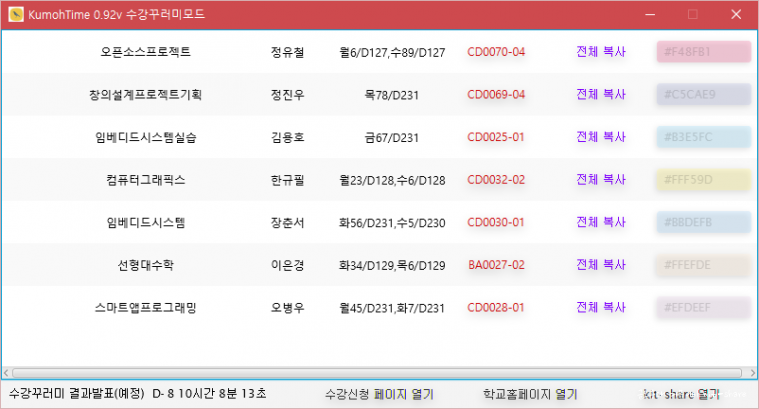 KumohTime 0.92v 수강꾸러미모드
오픈소스프로젝트 정유철 월6/D127,수89/D127 CD0070-04 전체 복사 #F48FB1
창의설계프로젝트기획 정진우 목78/D231 CD0069-04 전체 복사 #C5CAE9
임베디드시스템실습 김용호 금67/D231 CD0025-01 전체 복사 #B3E5FC
컴퓨터그래픽스 한규필 월23/D128,수6/D128 CD0032-02 전체 복사 #FFF59D
임베디드시스템 장춘서 화56/D231,수5/D230 CD0030-01 전체 복사 #BBDEFB
선형대수학 이은경 화34/D129,목6/D129 BA0027-02 전체 복사 #FFEFDE
스마트앱프로그래밍 오병우 월45/D231,화7/D231 CD0028-01 전체 복사 #EFDEEF
수강꾸러미 결과발표(예정) D- 8 10시간 8분 13초 수강신청 페이지 열기 학교홈페이지 열기 kit- share 열기